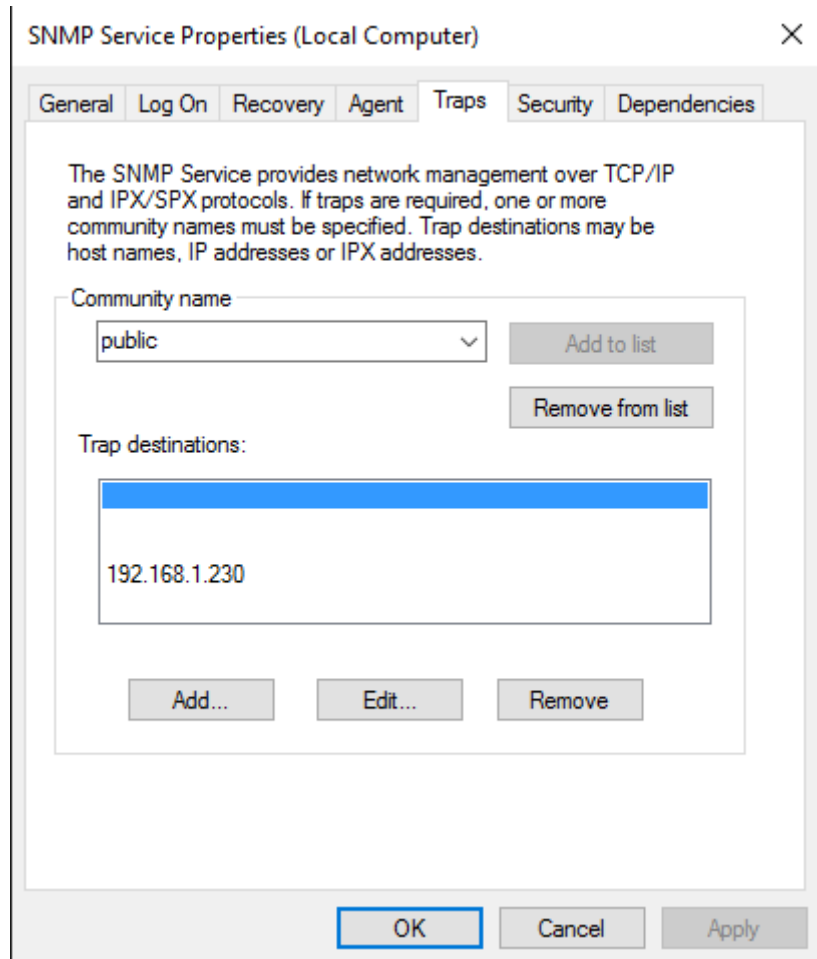 SNMP Service Properties (Local Computer)
General Log On Recovery Agent Traps Security Dependencies
The SNMP Service provides network management over TCP/IP
and IPX/SPX protocols. If traps are required, one or more
community names must be specified. Trap destinations may be
host names, IP addresses or IPX addresses.
Community name
public
Add to list
Remove from list
Trap destinations:
192.168.1.230
Add... Edit... Remove
OK Cancel Apply